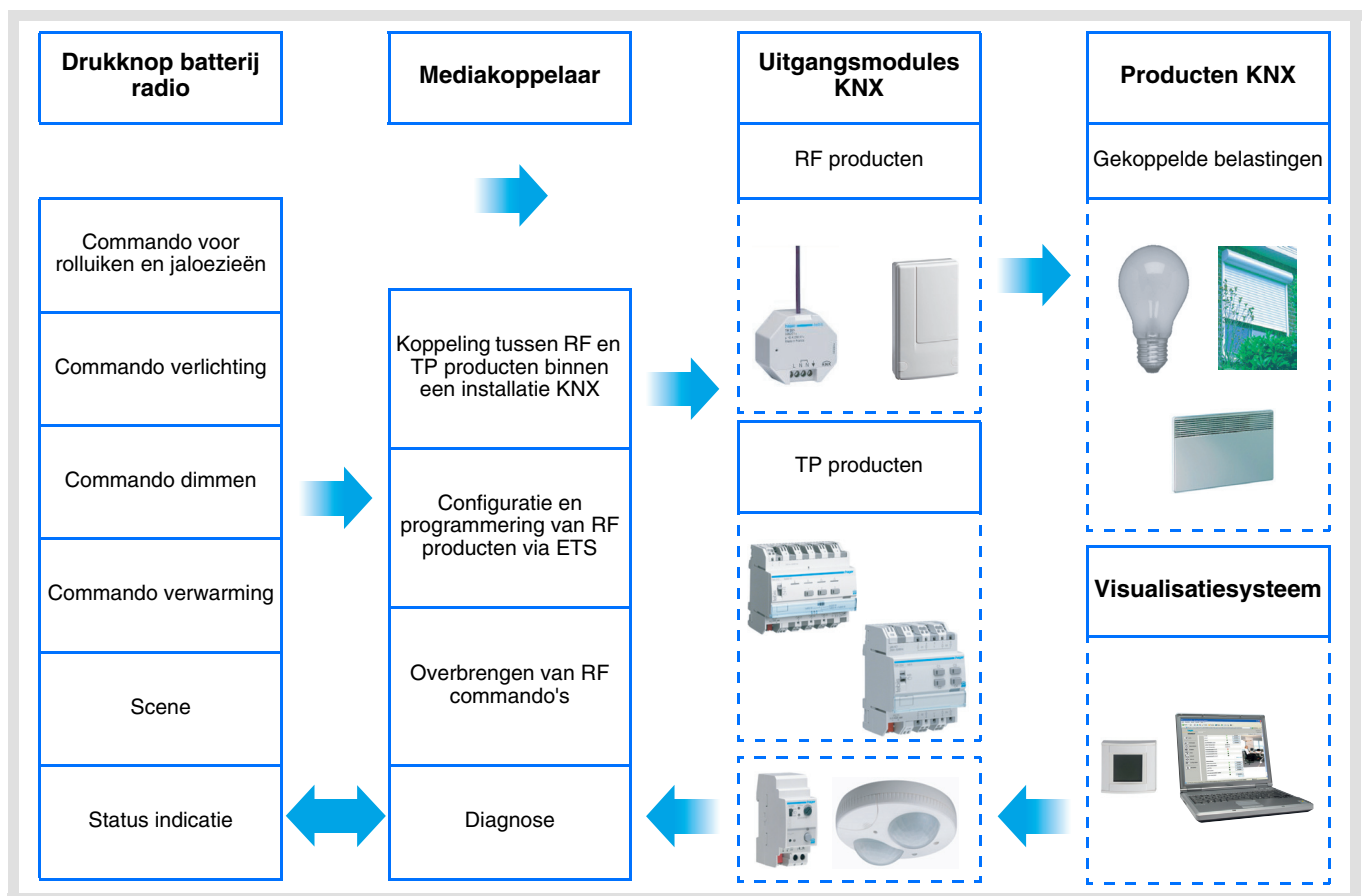 Drukknop batterij
radio
Mediakoppelaar
Uitgangsmodules
KNX
Producten KNX
RF producten
Gekoppelde belastingen
Commando voor
rolluiken en jaloezieën
Commando verlichting
Commando dimmen
Commando verwarming
Scene
Status indicatie
Koppeling tussen RF en
TP producten binnen
een installatie KNX
Configuratie en
programmering van RF
producten via ETS
Overbrengen van RF
commando's
Diagnose
L N N
TP producten
Visualisatiesysteem